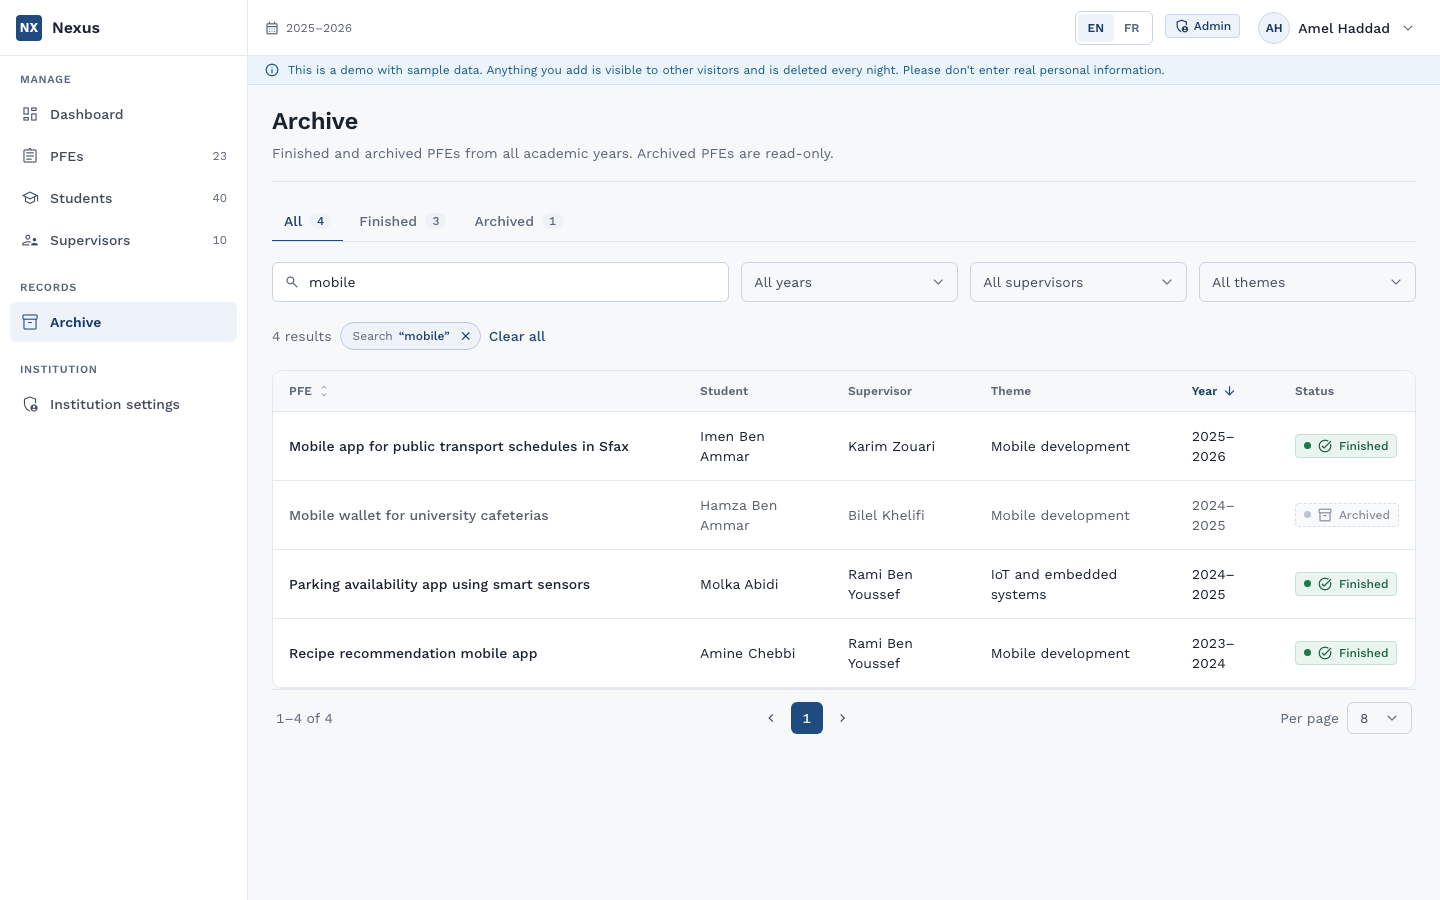 NX Nexus
2025–2026
EN FR
Admin
AH Amel Haddad
This is a demo with sample data. Anything you add is visible to other visitors and is deleted every night. Please don't enter real personal information.
MANAGE
Dashboard
PFEs 23
Students 40
Supervisors 10
RECORDS
Archive
INSTITUTION
Institution settings
Archive
Finished and archived PFEs from all academic years. Archived PFEs are read-only.
All 4 Finished 3 Archived 1
mobile All years All supervisors All themes
4 results Search “mobile” Clear all
PFE Student Supervisor Theme Year Status
Mobile app for public transport schedules in Sfax Imen Ben Ammar Karim Zouari Mobile development 2025–2026 Finished
Mobile wallet for university cafeterias Hamza Ben Ammar Bilel Khelifi Mobile development 2024–2025 Archived
Parking availability app using smart sensors Molka Abidi Rami Ben Youssef IoT and embedded systems 2024–2025 Finished
Recipe recommendation mobile app Amine Chebbi Rami Ben Youssef Mobile development 2023–2024 Finished
1–4 of 4 1 Per page 8